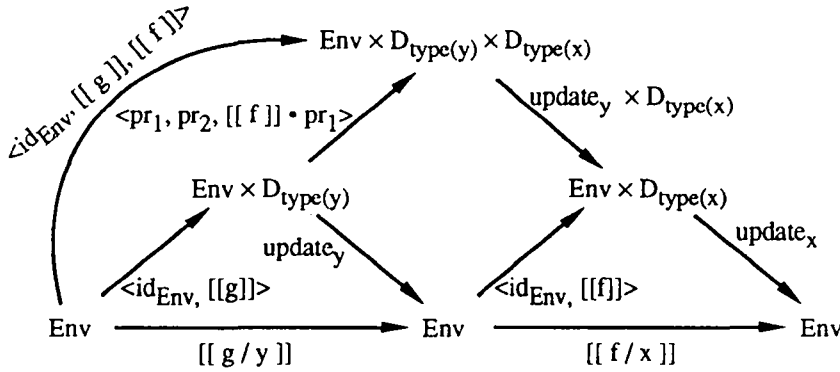 Env × D_type(y) × D_type(x)
<id_Env, [[ g ]], [[ f ]]>
<pr_1, pr_2, [[ f ]] • pr_1>
update_y × D_type(x)
Env × D_type(y)
Env × D_type(x)
update_y
update_x
<id_Env, [[g]]>
<id_Env, [[f]]>
Env
Env
Env
[[ g / y ]]
[[ f / x ]]